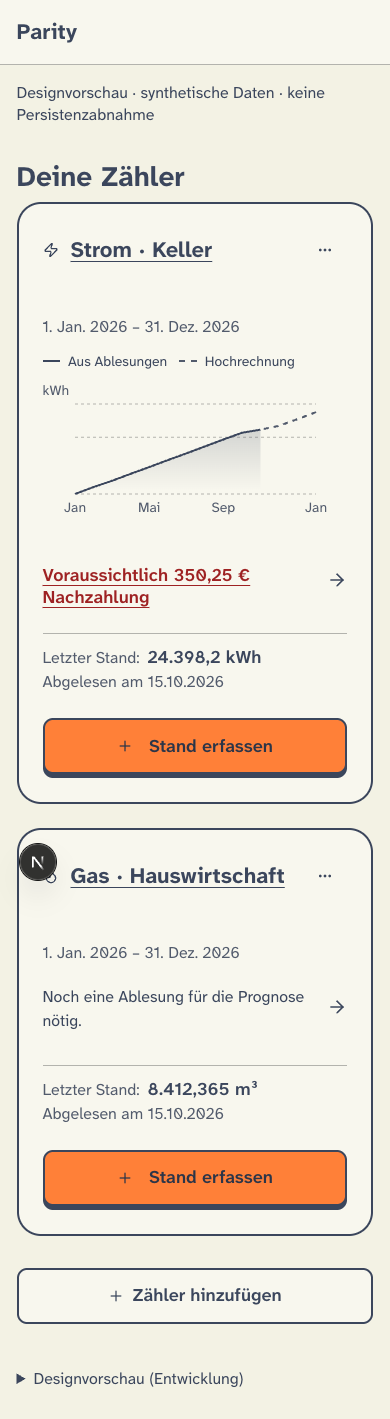 Parity
Designvorschau · synthetische Daten · keine
Persistenzabnahme
Deine Zähler
Strom · Keller
1. Jan. 2026 – 31. Dez. 2026
Aus Ablesungen
Hochrechnung
kWh
Jan Mai Sep Jan
Voraussichtlich 350,25 €
Nachzahlung
Letzter Stand: 24.398,2 kWh
Abgelesen am 15.10.2026
+ Stand erfassen
N
Gas · Hauswirtschaft
1. Jan. 2026 – 31. Dez. 2026
Noch eine Ablesung für die Prognose
nötig.
Letzter Stand: 8.412,365 m³
Abgelesen am 15.10.2026
+ Stand erfassen
+ Zähler hinzufügen
Designvorschau (Entwicklung)